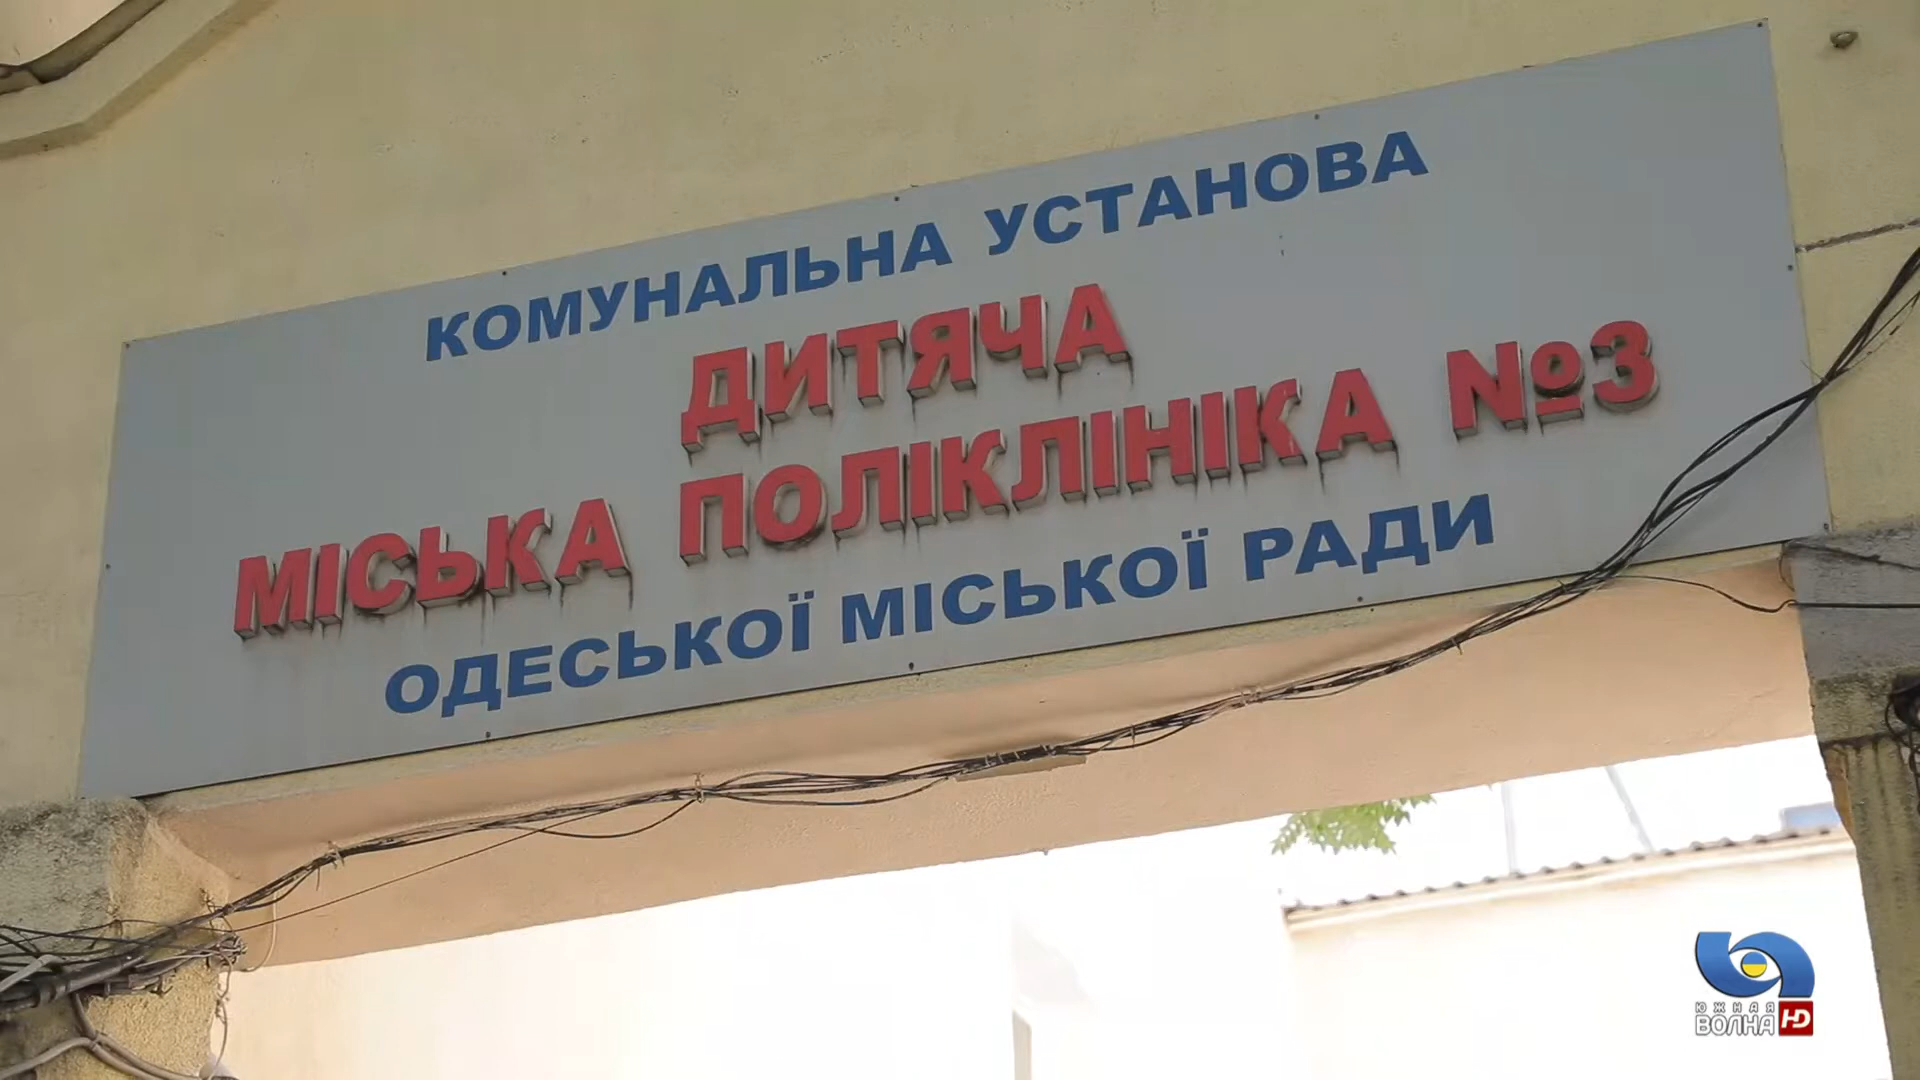 КОМУНАЛЬНА УСТАНОВА
ДИТЯЧА
МІСЬКА ПОЛІКЛІНІКА №3
ОДЕСЬКОЇ МІСЬКОЇ РАДИ
ЮЖНАЯ
ВОЛНА HD